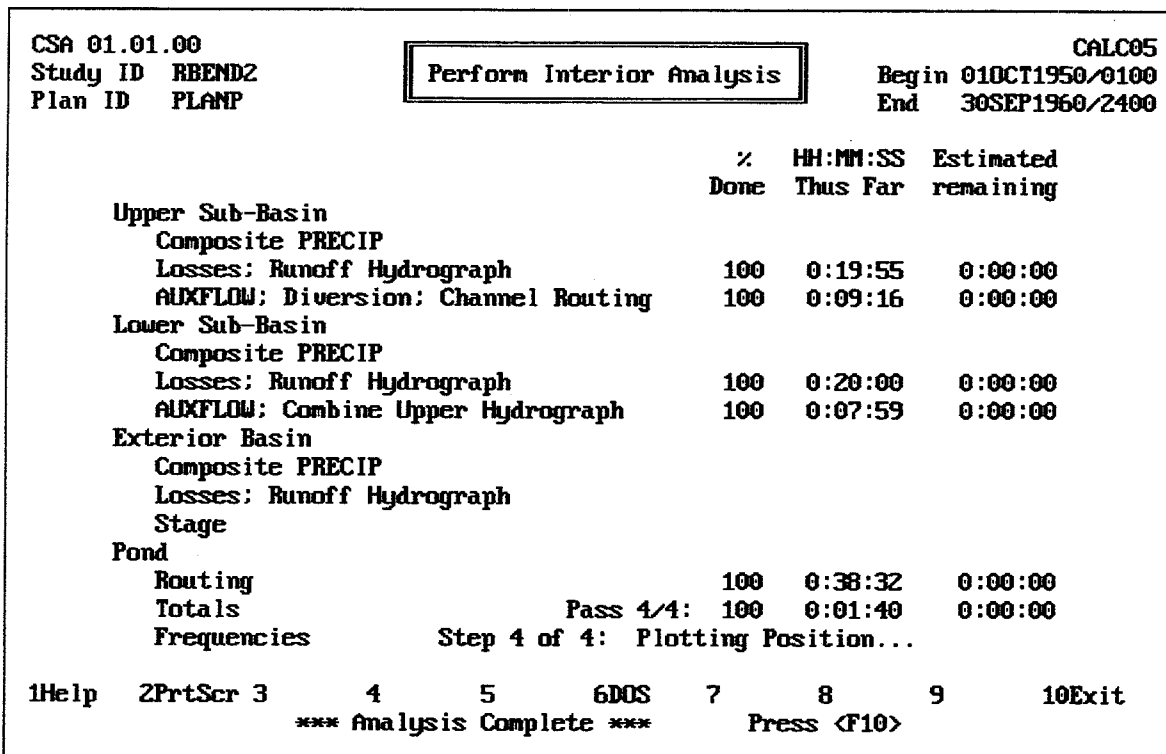 CSA 01.01.00 CALC05
Study ID RBEND2 Perform Interior Analysis Begin 01OCT1950/0100
Plan ID PLANP End 30SEP1960/2400
% HH:MM:SS Estimated
Done Thus Far remaining
Upper Sub-Basin
Composite PRECIP
Losses; Runoff Hydrograph 100 0:19:55 0:00:00
AUXFLOW; Diversion; Channel Routing 100 0:09:16 0:00:00
Lower Sub-Basin
Composite PRECIP
Losses; Runoff Hydrograph 100 0:20:00 0:00:00
AUXFLOW; Combine Upper Hydrograph 100 0:07:59 0:00:00
Exterior Basin
Composite PRECIP
Losses; Runoff Hydrograph
Stage
Pond
Routing 100 0:38:32 0:00:00
Totals Pass 4/4: 100 0:01:40 0:00:00
Frequencies Step 4 of 4: Plotting Position...
1Help 2PrtScr 3 4 5 6DOS 7 8 9 10Exit
*** Analysis Complete *** Press <F10>